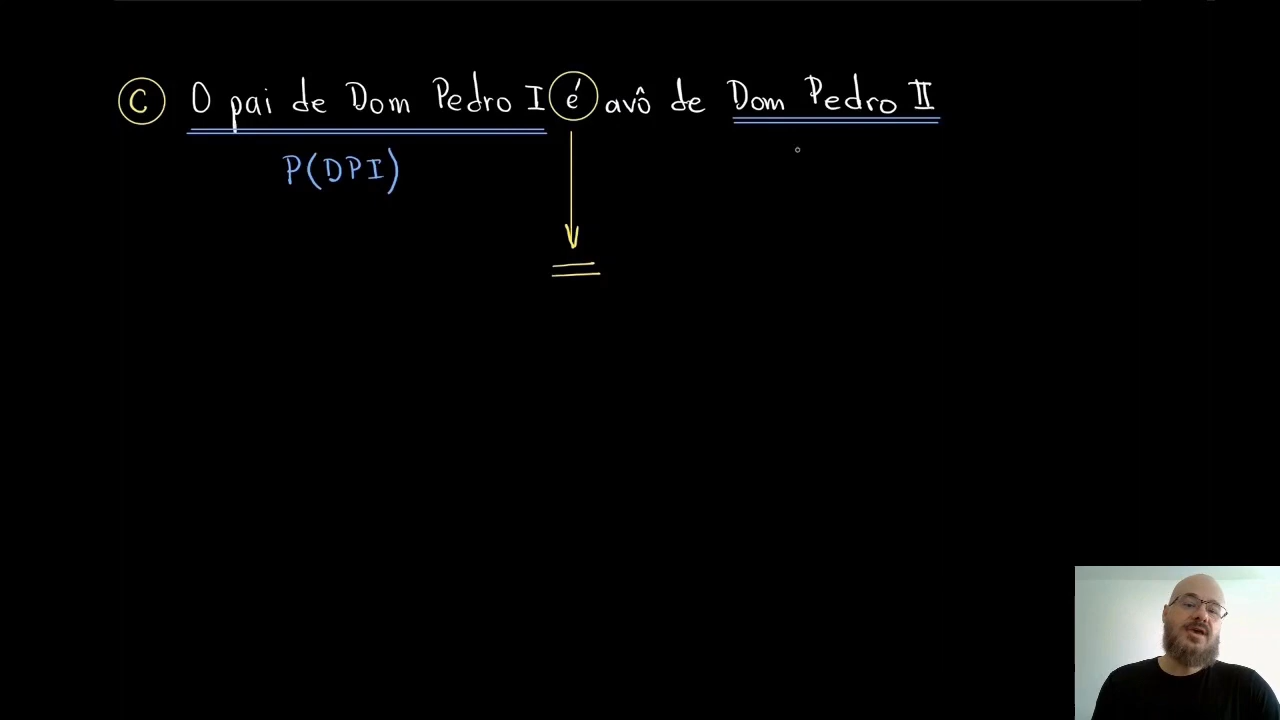 C O pai de Dom Pedro I é avô de Dom Pedro II
P(DPI)
=